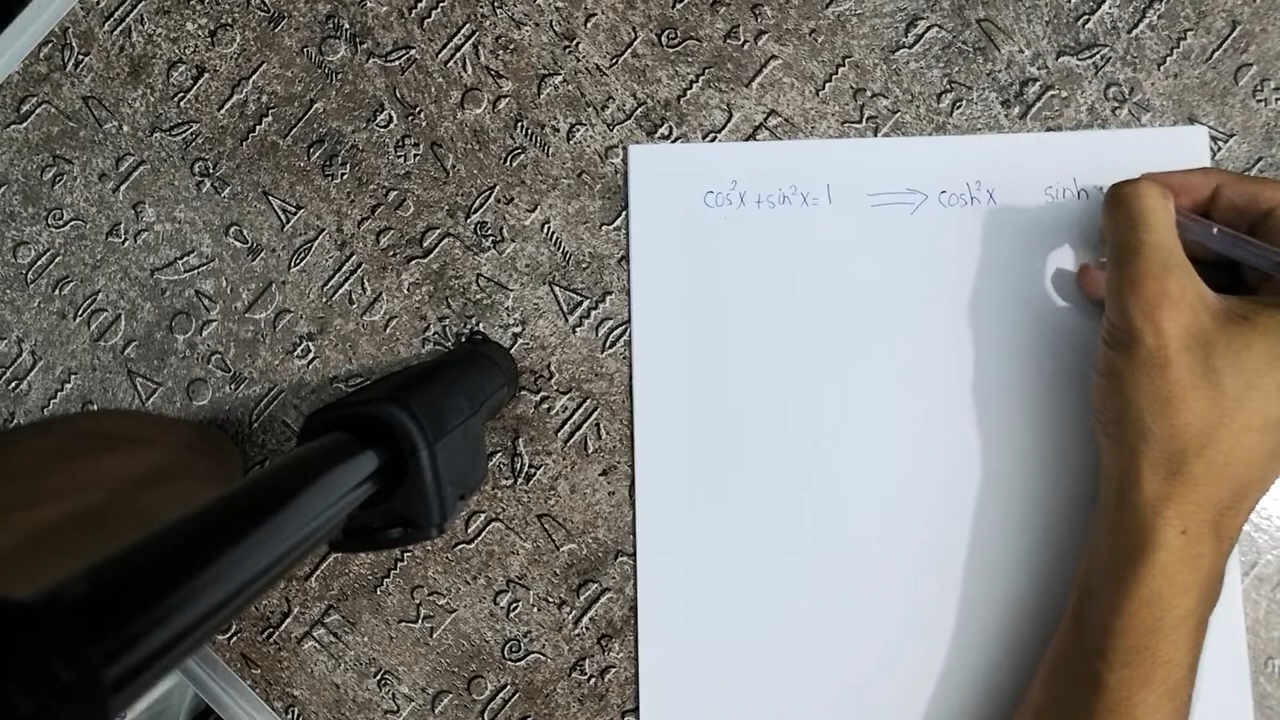 cos²x + sin²x = 1 ⟹ cosh²x sinh